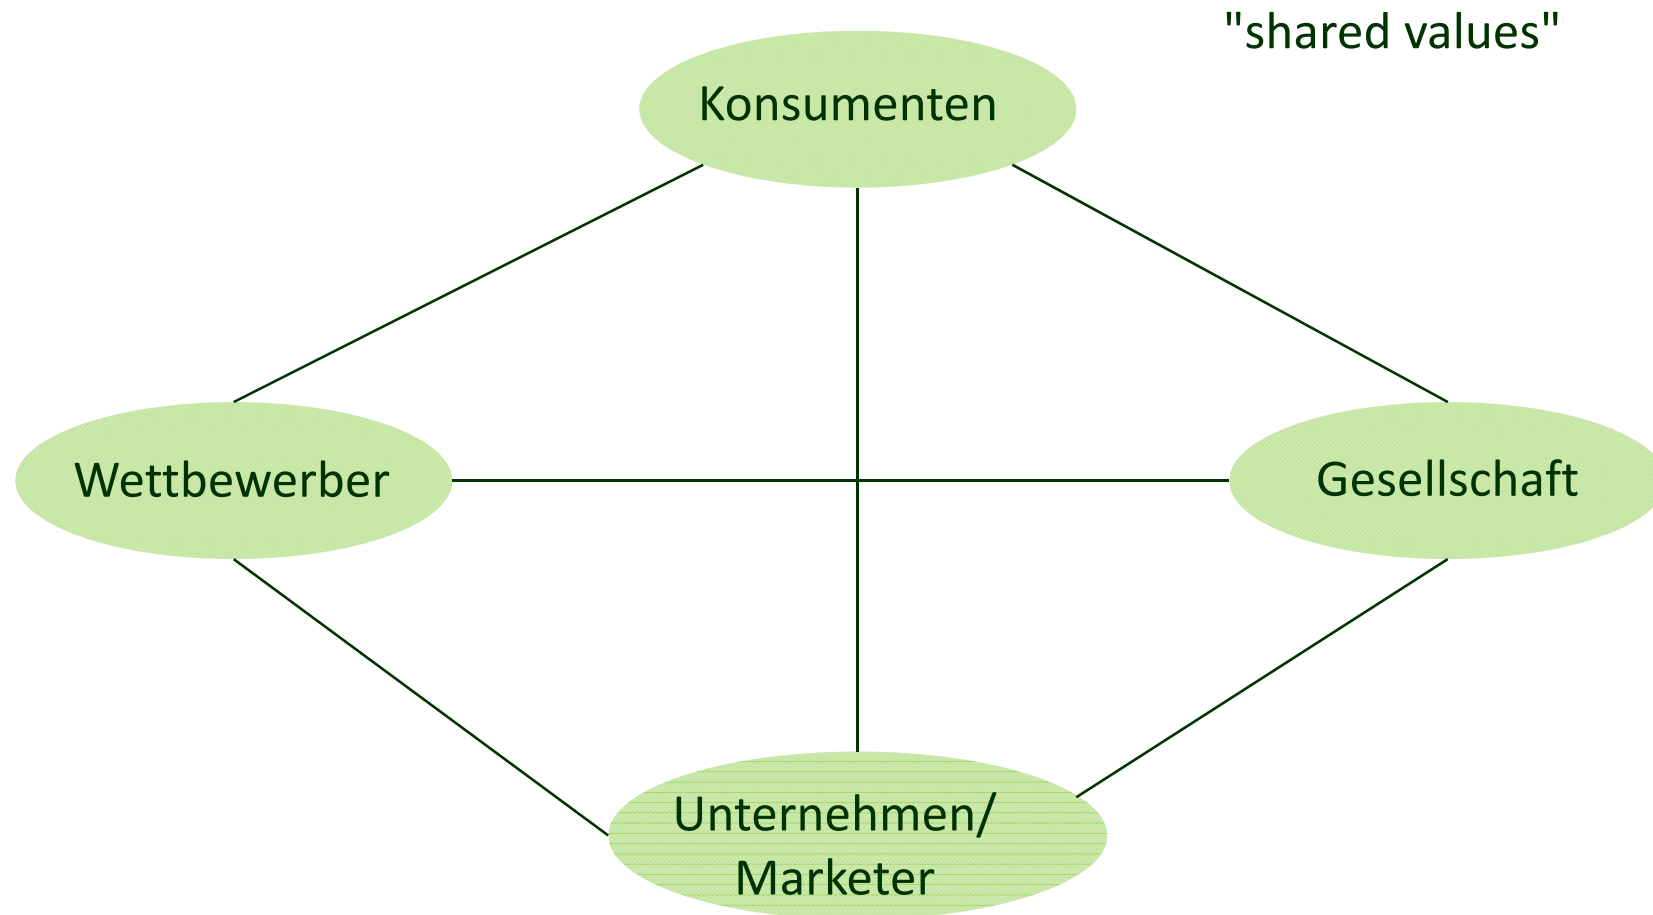 "shared values"
Konsumenten
Wettbewerber
Gesellschaft
Unternehmen/
Marketer